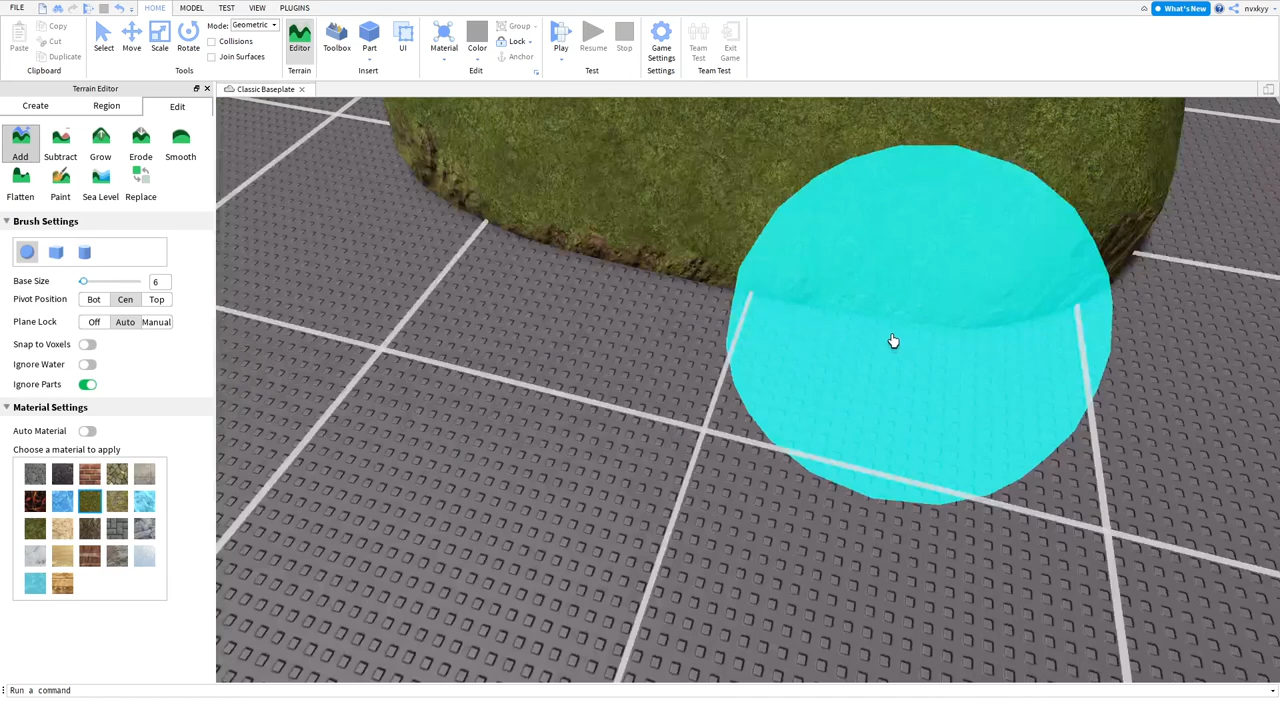 FILE HOME MODEL TEST VIEW PLUGINS What's New nvxkyy
Paste Copy Cut Duplicate Select Move Scale Rotate Mode: Geometric Collisions Join Surfaces Editor Toolbox Part UI Material Color Group Lock Anchor Play Resume Stop Game Settings Team Test Exit Game
Clipboard Tools Terrain Insert Edit Test Settings Team Test
Terrain Editor
Classic Baseplate
Create Region Edit
Add Subtract Grow Erode Smooth
Flatten Paint Sea Level Replace
Brush Settings
Base Size 6
Pivot Position Bot Cen Top
Plane Lock Off Auto Manual
Snap to Voxels
Ignore Water
Ignore Parts
Material Settings
Auto Material
Choose a material to apply
Run a command